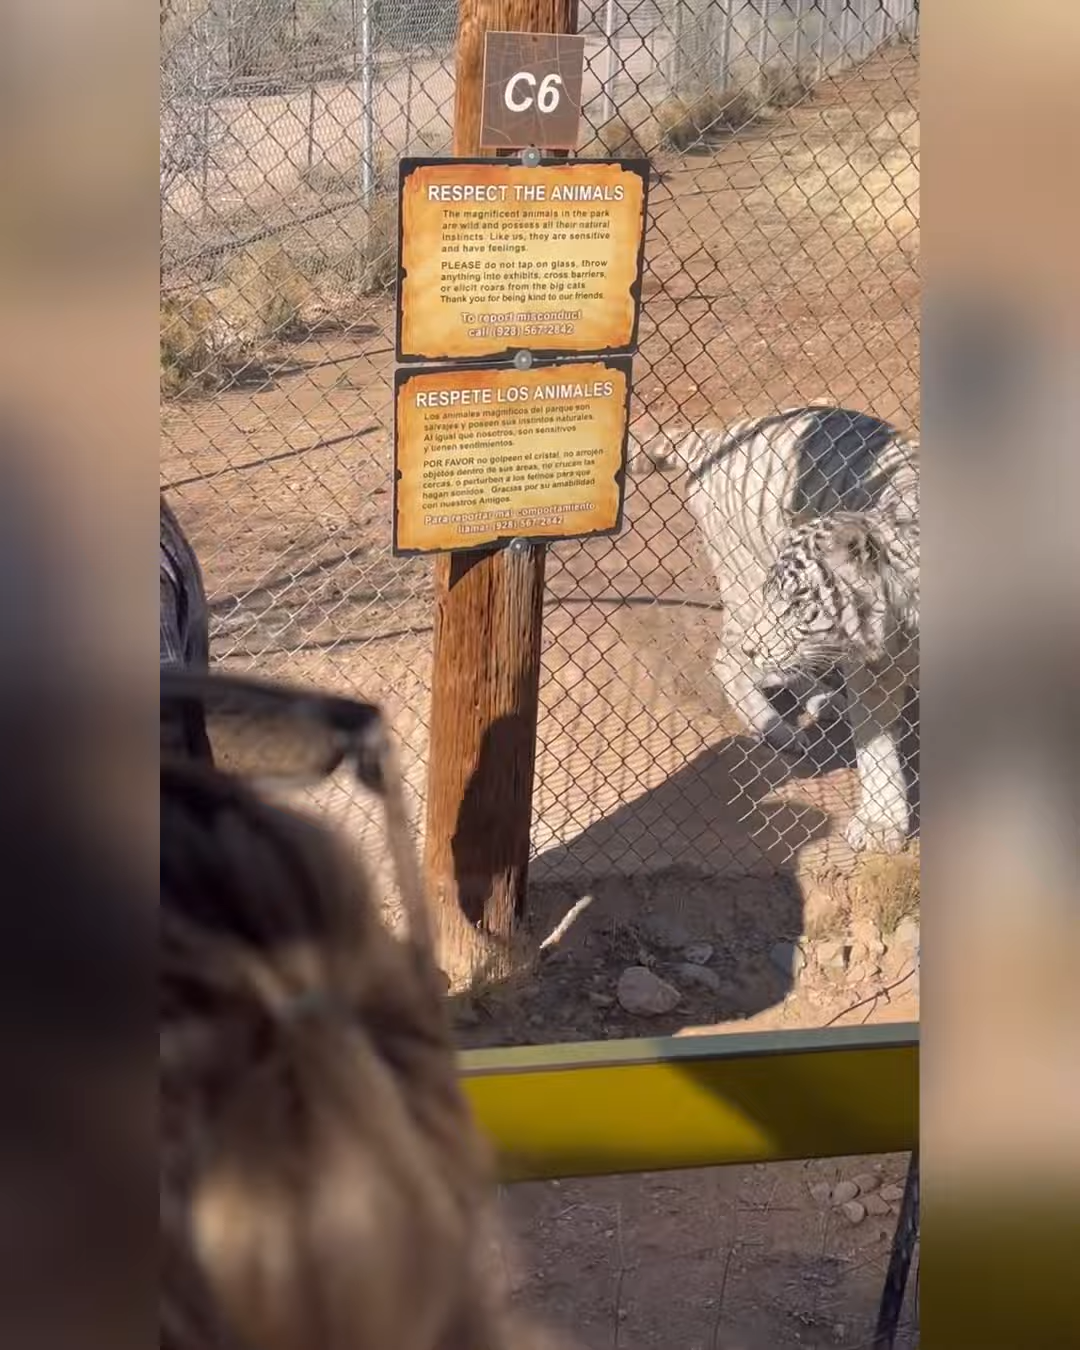 C6
RESPECT THE ANIMALS
The magnificent animals in the park
are wild and possess all their natural
instincts. Like us, they are sensitive
and have feelings.
PLEASE do not tap on glass, throw
anything into exhibits, cross barriers,
or elicit roars from the big cats.
Thank you for being kind to our friends.
To report misconduct
call (928) 567-2842
RESPETE LOS ANIMALES
Los animales magníficos del parque son
salvajes y poseen sus instintos naturales.
Al igual que nosotros, son sensitivos
y tienen sentimientos.
POR FAVOR no golpeen el cristal, no arrojen
objetos dentro de sus áreas, no crucen las
cercas, o perturben a los felinos para que
hagan sonidos. Gracias por su amabilidad
con nuestros Amigos.
Para reportar mal comportamiento
llamar (928) 567-2842